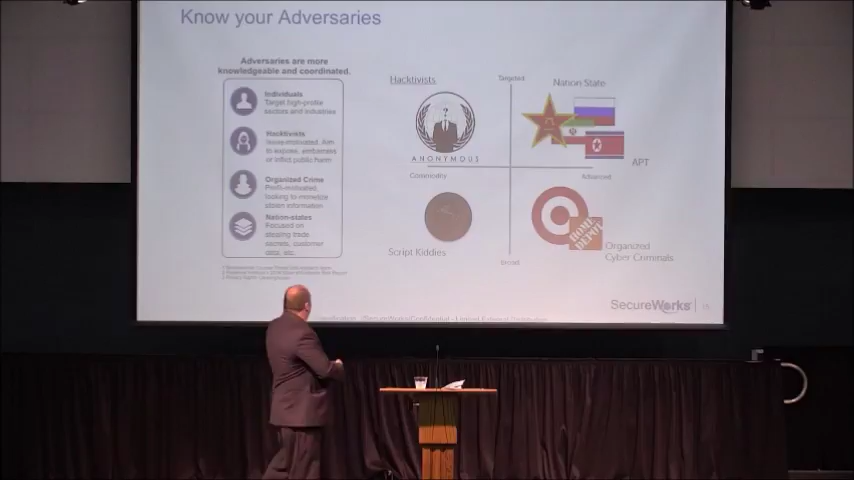 Know your Adversaries
Adversaries are more
knowledgeable and coordinated.
Individuals
Target high-profile
sectors and industries
Hacktivists
Issue-motivated. Aim
to expose, embarrass
or inflict public harm
Organized Crime
Profit-motivated,
looking to monetize
stolen information
Nation-states
Focused on
stealing trade
secrets, customer
data, etc.
Hacktivists
Targeted
Nation State
ANONYMOUS
APT
Commodity
Advanced
HOME
DEPOT
Script Kiddies
Organized
Cyber Criminals
Broad
SecureWorks